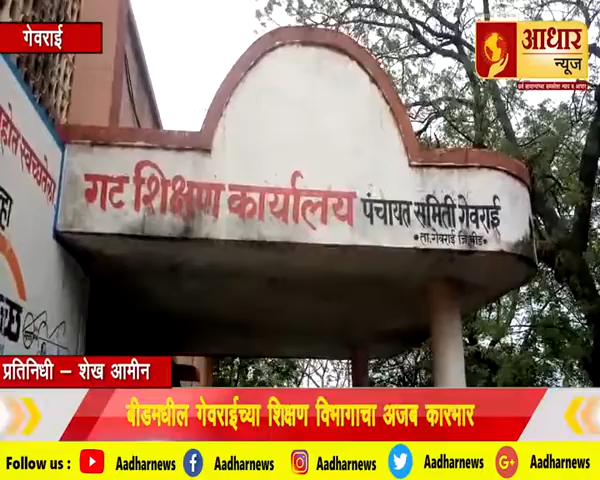 गेवराई
आधार
न्यूज
गट शिक्षण कार्यालय पंचायत समिती गेवराई
•ता.गेवराई जि.बीड•
प्रतिनिधी – शेख आमीन
बीडमधील गेवराईच्या शिक्षण विभागाचा अजब कारभार
Follow us : Aadharnews Aadharnews Aadharnews Aadharnews Aadharnews